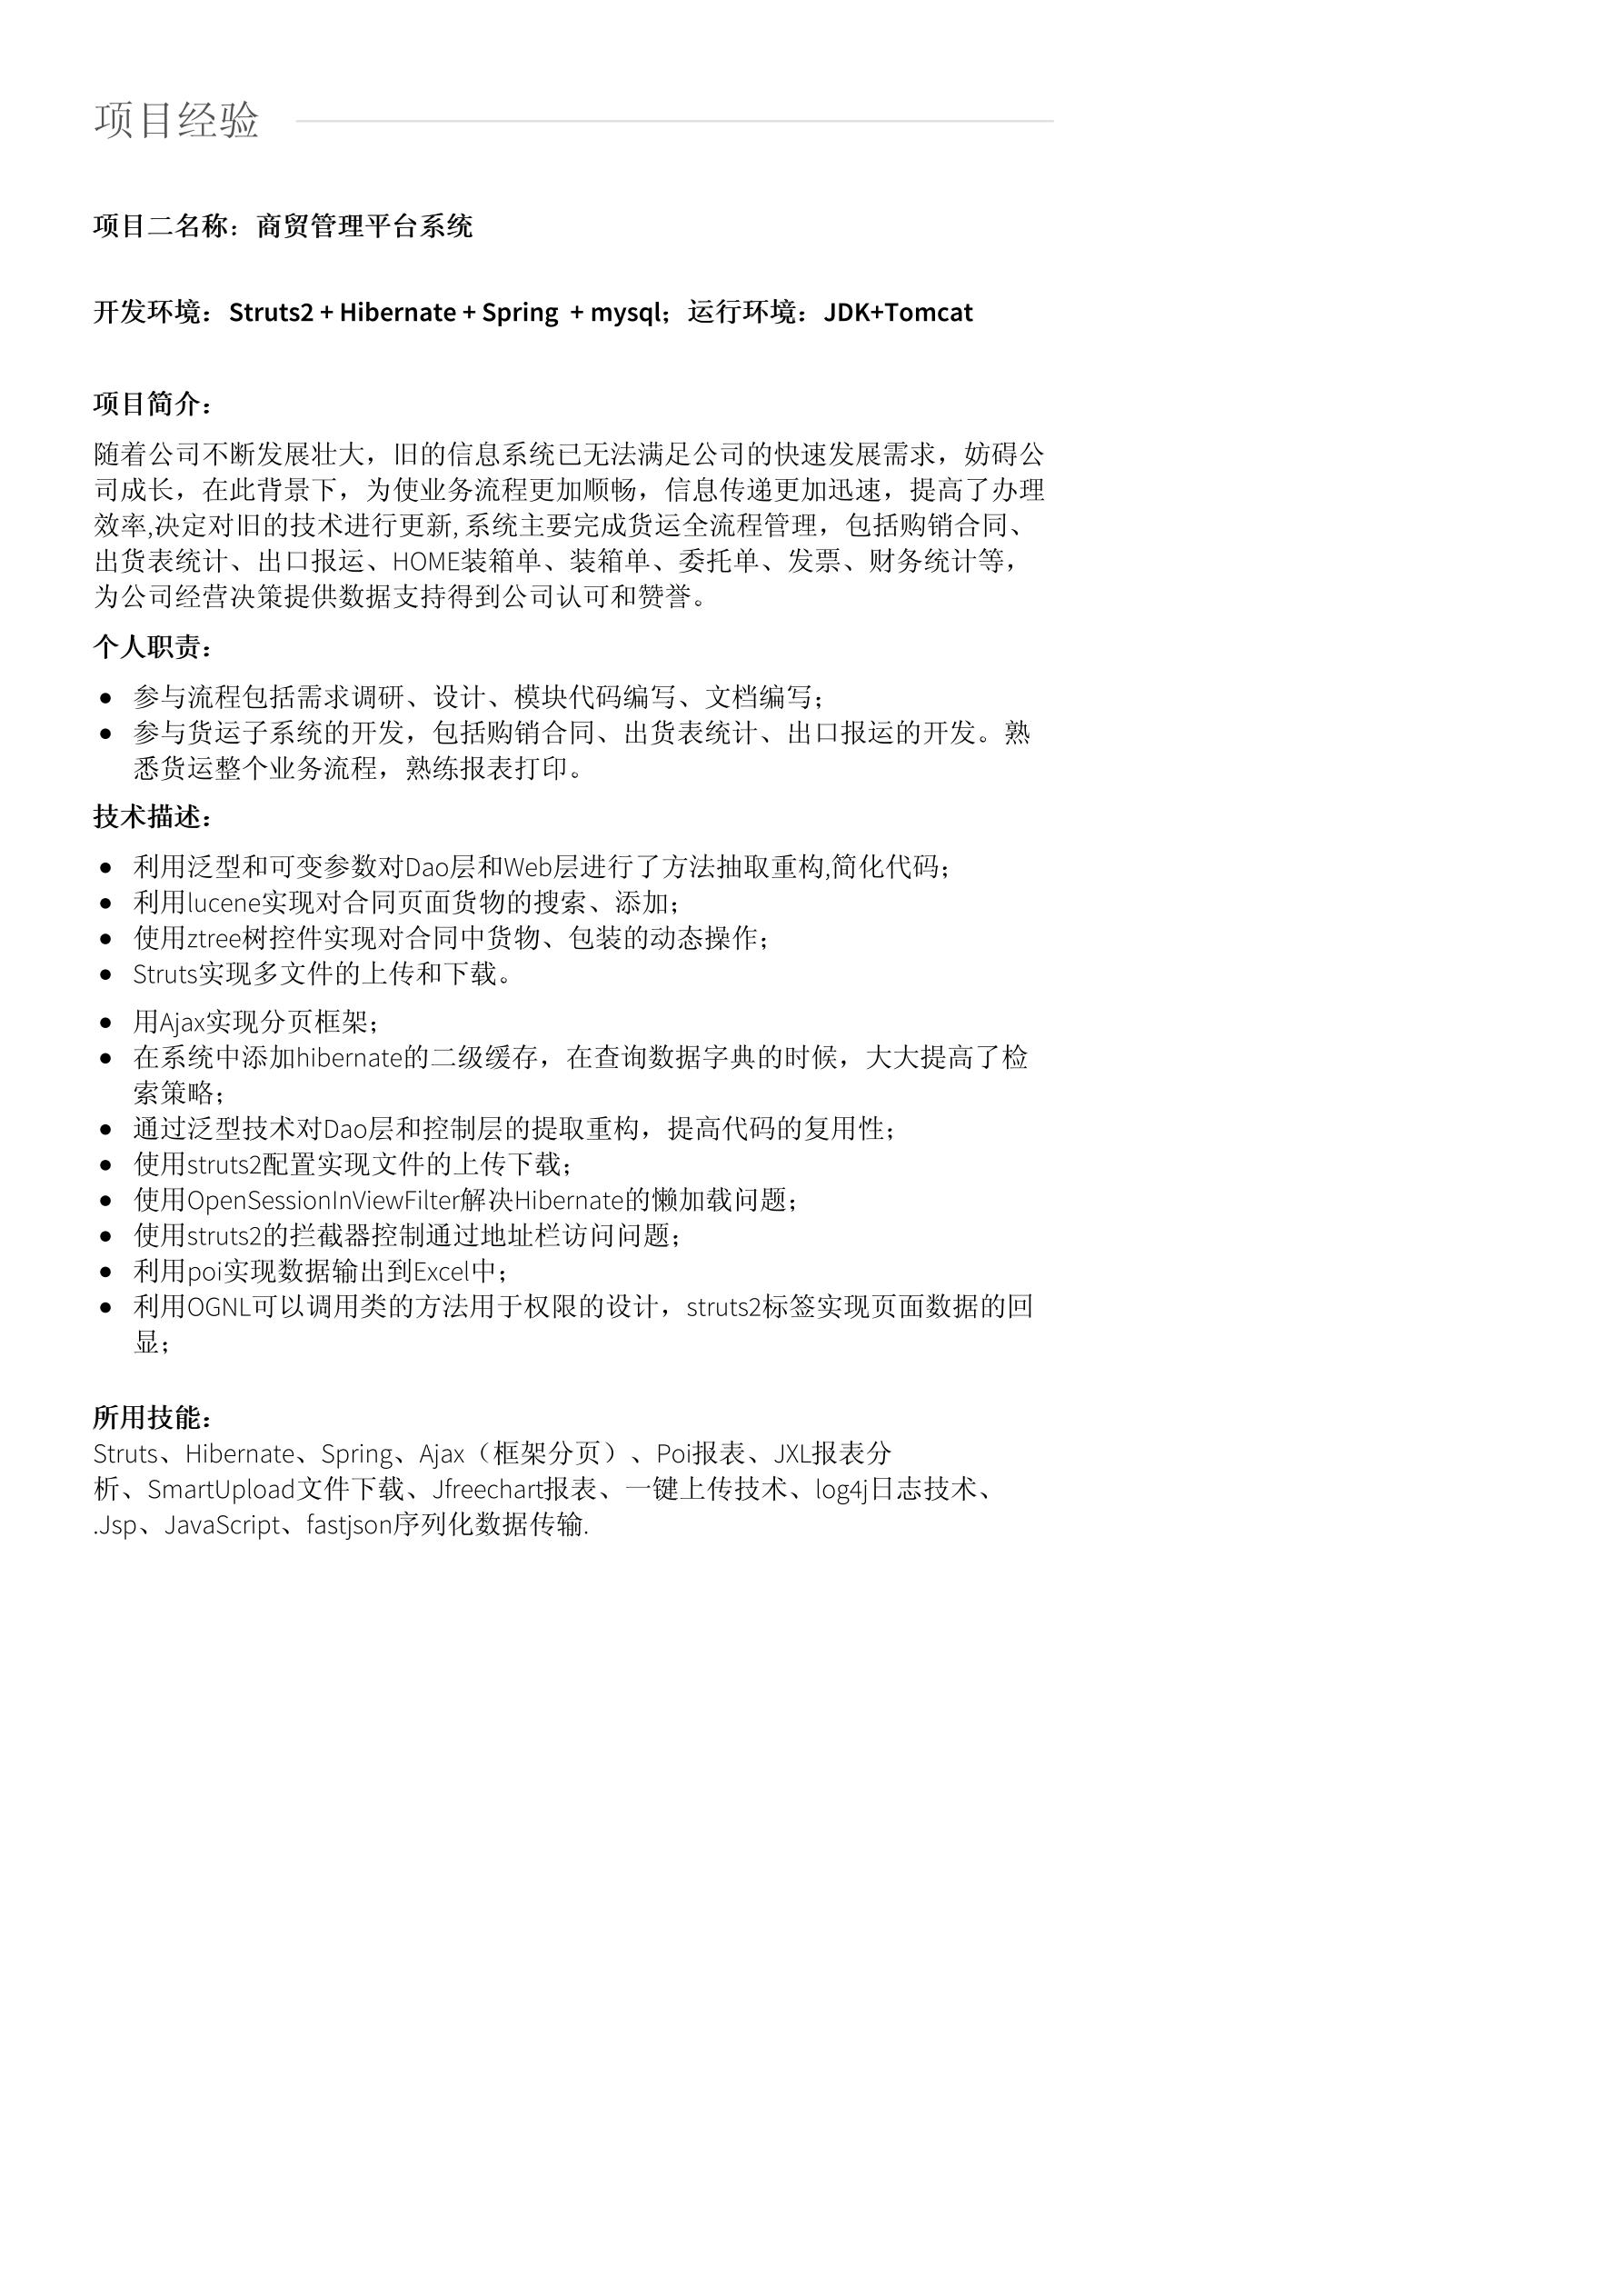 项目经验
项目二名称：商贸管理平台系统
开发环境：Struts2 + Hibernate + Spring  + mysql；运行环境：JDK+Tomcat
项目简介：
随着公司不断发展壮大，旧的信息系统已无法满足公司的快速发展需求，妨碍公
司成长，在此背景下，为使业务流程更加顺畅，信息传递更加迅速，提高了办理
效率,决定对旧的技术进行更新, 系统主要完成货运全流程管理，包括购销合同、
出货表统计、出口报运、HOME装箱单、装箱单、委托单、发票、财务统计等，
为公司经营决策提供数据支持得到公司认可和赞誉。
个人职责：
● 参与流程包括需求调研、设计、模块代码编写、文档编写；
● 参与货运子系统的开发，包括购销合同、出货表统计、出口报运的开发。熟
悉货运整个业务流程，熟练报表打印。
技术描述：
● 利用泛型和可变参数对Dao层和Web层进行了方法抽取重构,简化代码；
● 利用lucene实现对合同页面货物的搜索、添加；
● 使用ztree树控件实现对合同中货物、包装的动态操作；
● Struts实现多文件的上传和下载。
● 用Ajax实现分页框架；
● 在系统中添加hibernate的二级缓存，在查询数据字典的时候，大大提高了检
索策略；
● 通过泛型技术对Dao层和控制层的提取重构，提高代码的复用性；
● 使用struts2配置实现文件的上传下载；
● 使用OpenSessionInViewFilter解决Hibernate的懒加载问题；
● 使用struts2的拦截器控制通过地址栏访问问题；
● 利用poi实现数据输出到Excel中；
● 利用OGNL可以调用类的方法用于权限的设计，struts2标签实现页面数据的回
显；
所用技能：
Struts、Hibernate、Spring、Ajax（框架分页）、Poi报表、JXL报表分
析、SmartUpload文件下载、Jfreechart报表、一键上传技术、log4j日志技术、
.Jsp、JavaScript、fastjson序列化数据传输.